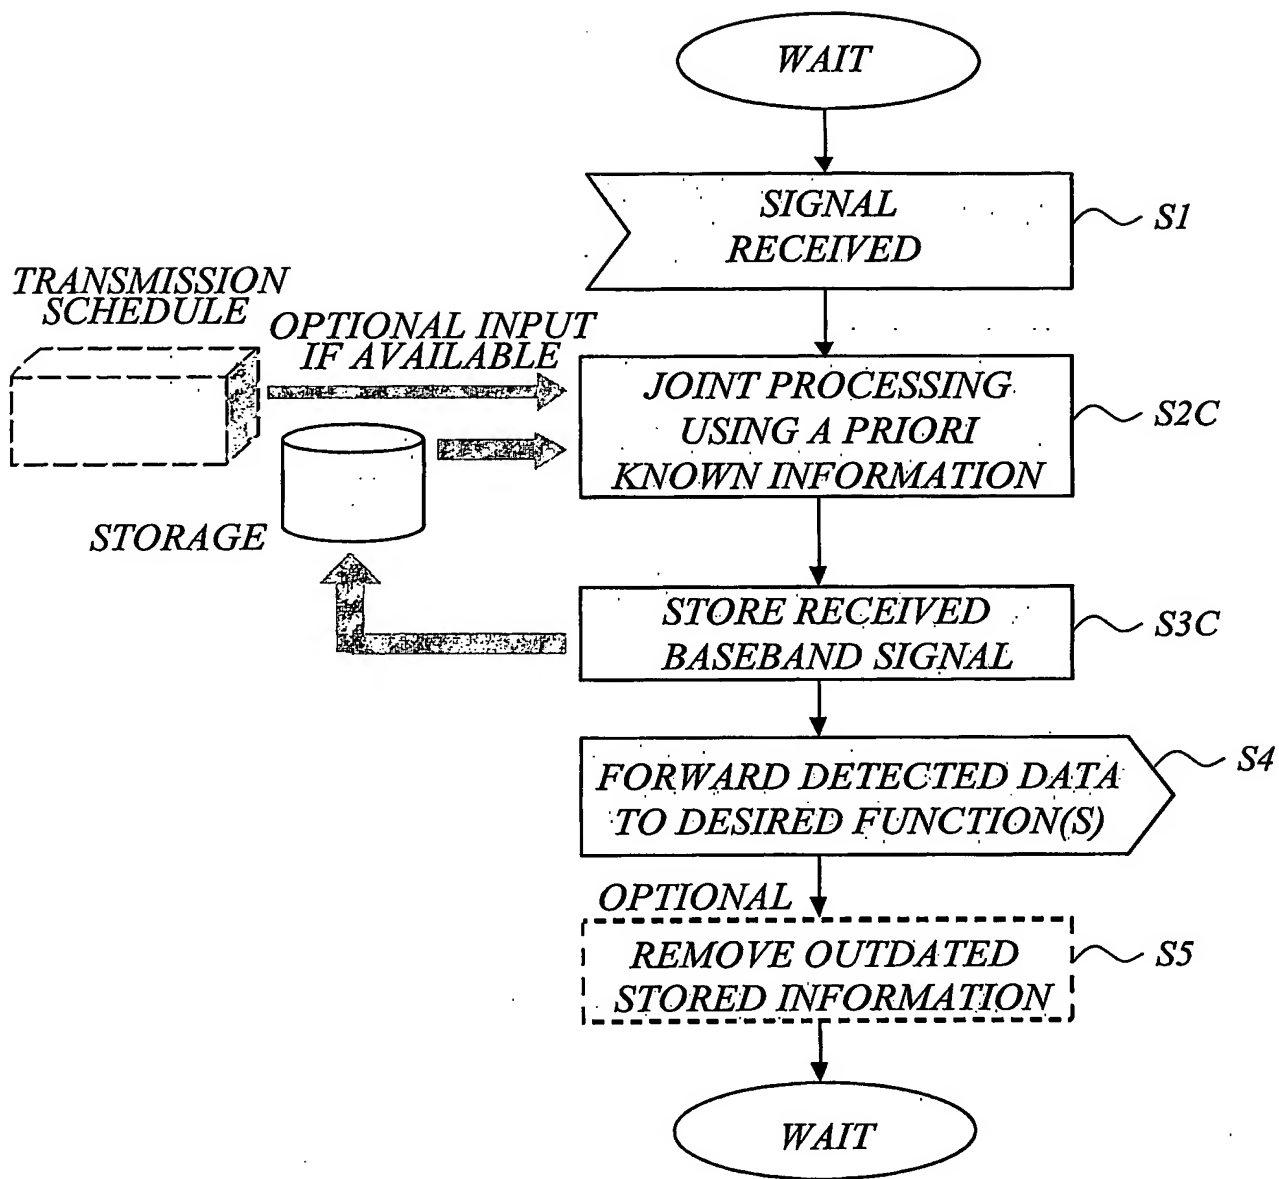 WAIT
SIGNAL
RECEIVED
S1
TRANSMISSION
SCHEDULE
OPTIONAL INPUT
IF AVAILABLE
JOINT PROCESSING
USING A PRIORI
KNOWN INFORMATION
S2C
STORAGE
STORE RECEIVED
BASEBAND SIGNAL
S3C
FORWARD DETECTED DATA
TO DESIRED FUNCTION(S)
S4
OPTIONAL
REMOVE OUTDATED
STORED INFORMATION
S5
WAIT